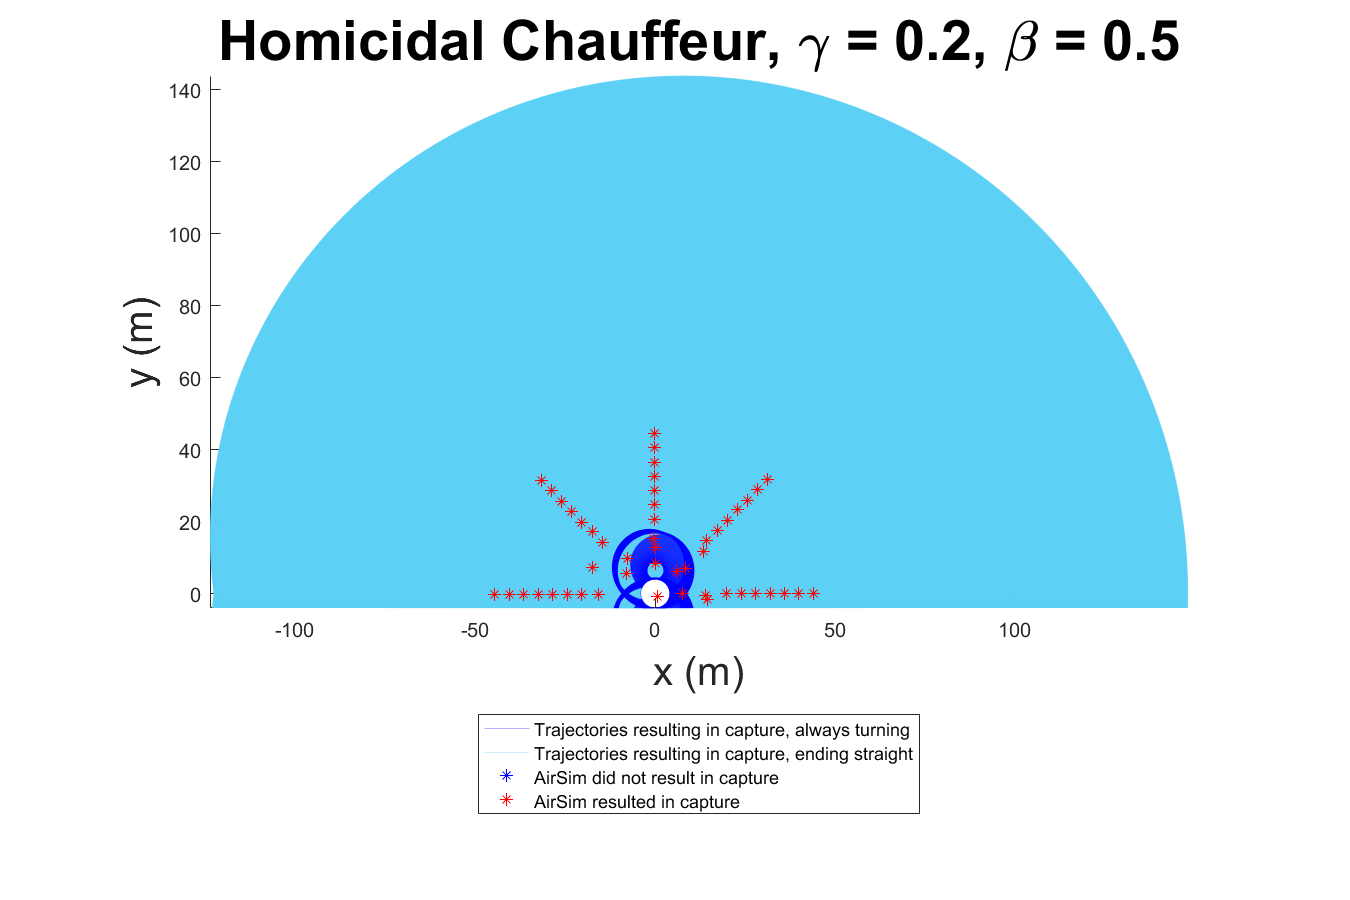 Homicidal Chauffeur, γ = 0.2, β = 0.5
140
120
100
80
60
40
20
0
y (m)
-100 -50 0 50 100
x (m)
Trajectories resulting in capture, always turning
Trajectories resulting in capture, ending straight
AirSim did not result in capture
AirSim resulted in capture